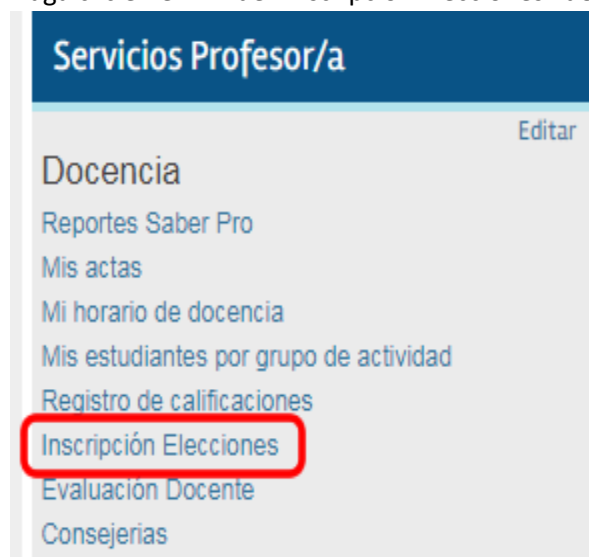 Servicios Profesor/a
Editar
Docencia
Reportes Saber Pro
Mis actas
Mi horario de docencia
Mis estudiantes por grupo de actividad
Registro de calificaciones
Inscripción Elecciones
Evaluación Docente
Consejerias